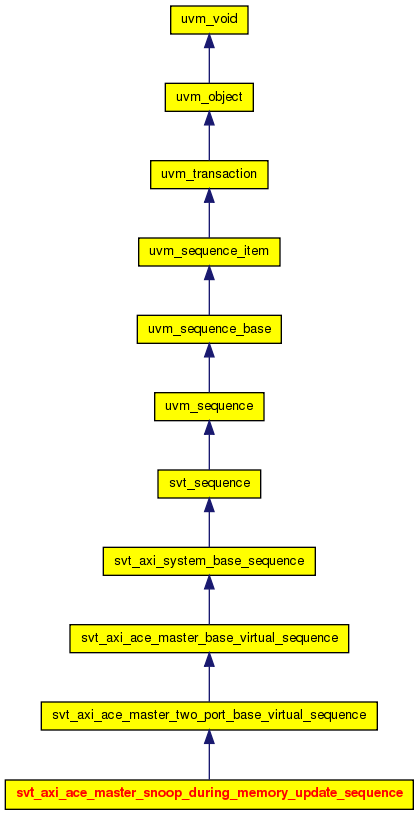 uvm_void
uvm_object
uvm_transaction
uvm_sequence_item
uvm_sequence_base
uvm_sequence
svt_sequence
svt_axi_system_base_sequence
svt_axi_ace_master_base_virtual_sequence
svt_axi_ace_master_two_port_base_virtual_sequence
svt_axi_ace_master_snoop_during_memory_update_sequence